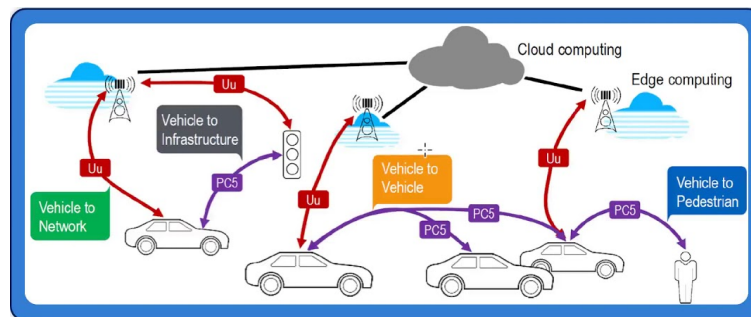 Cloud computing
Edge computing
Uu
Vehicle to
Infrastructure
Uu
PC5
Vehicle to
Network
Uu
Vehicle to
Vehicle
PC5
PC5
Uu
Vehicle to
Pedestrian
PC5